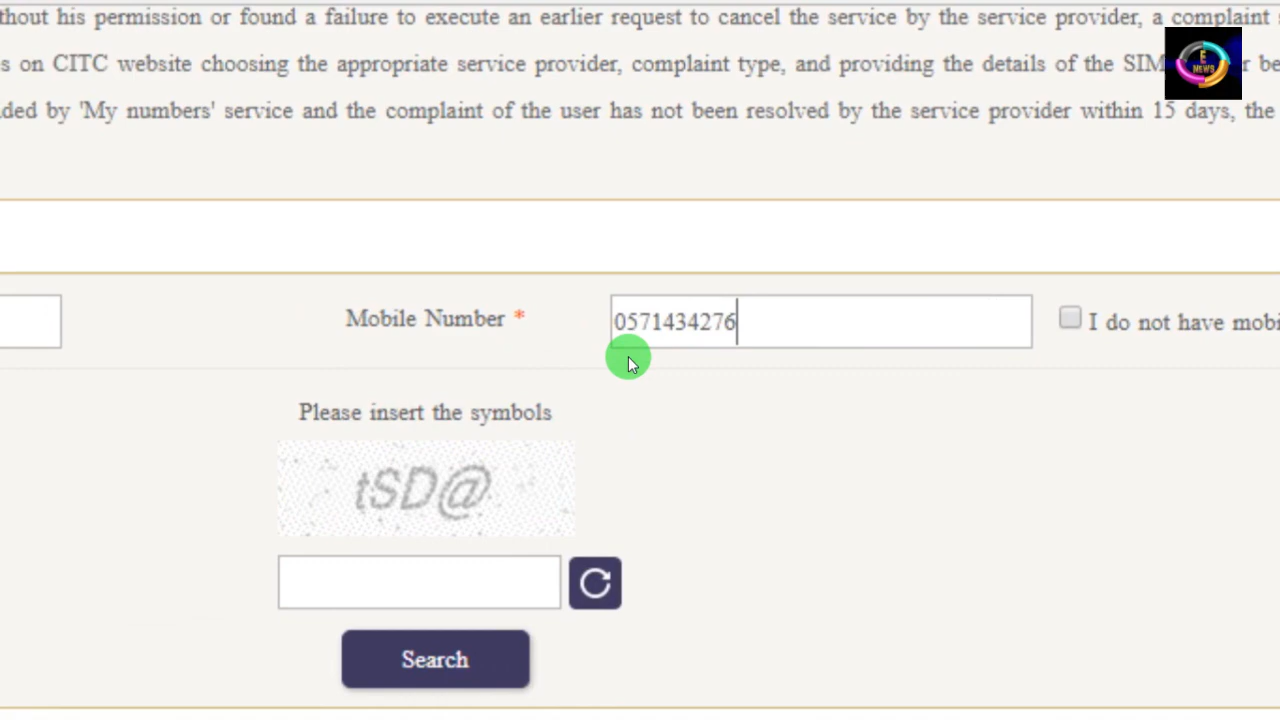 thout his permission or found a failure to execute an earlier request to cancel the service by the service provider, a complaint
s on CITC website choosing the appropriate service provider, complaint type, and providing the details of the SIM r be
ded by 'My numbers' service and the complaint of the user has not been resolved by the service provider within 15 days, the
E
NEWS
Mobile Number *
0571434276
I do not have mobi
Please insert the symbols
tSD@
Search